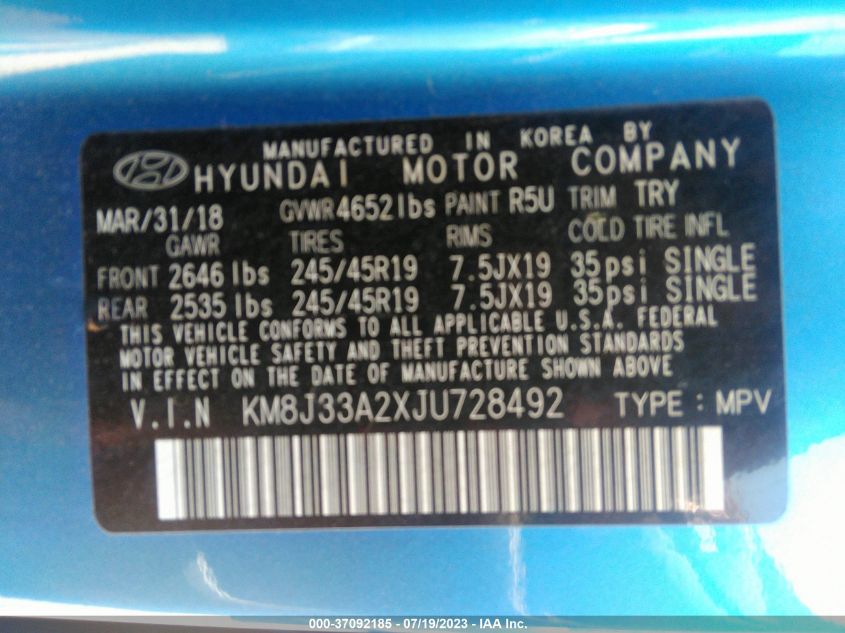 MANUFACTURED IN KOREA BY
HYUNDAI MOTOR COMPANY
MAR/31/18 GVWR 4652 lbs PAINT R5U TRIM TRY
GAWR TIRES RIMS COLD TIRE INFL
FRONT 2646 lbs 245/45R19 7.5JX19 35psi SINGLE
REAR 2535 lbs 245/45R19 7.5JX19 35psi SINGLE
THIS VEHICLE CONFORMS TO ALL APPLICABLE U.S.A. FEDERAL
MOTOR VEHICLE SAFETY AND THEFT PREVENTION STANDARDS
IN EFFECT ON THE DATE OF MANUFACTURE SHOWN ABOVE
V.I.N KM8J33A2XJU728492 TYPE : MPV
000-37092185 - 07/19/2023 - IAA Inc.